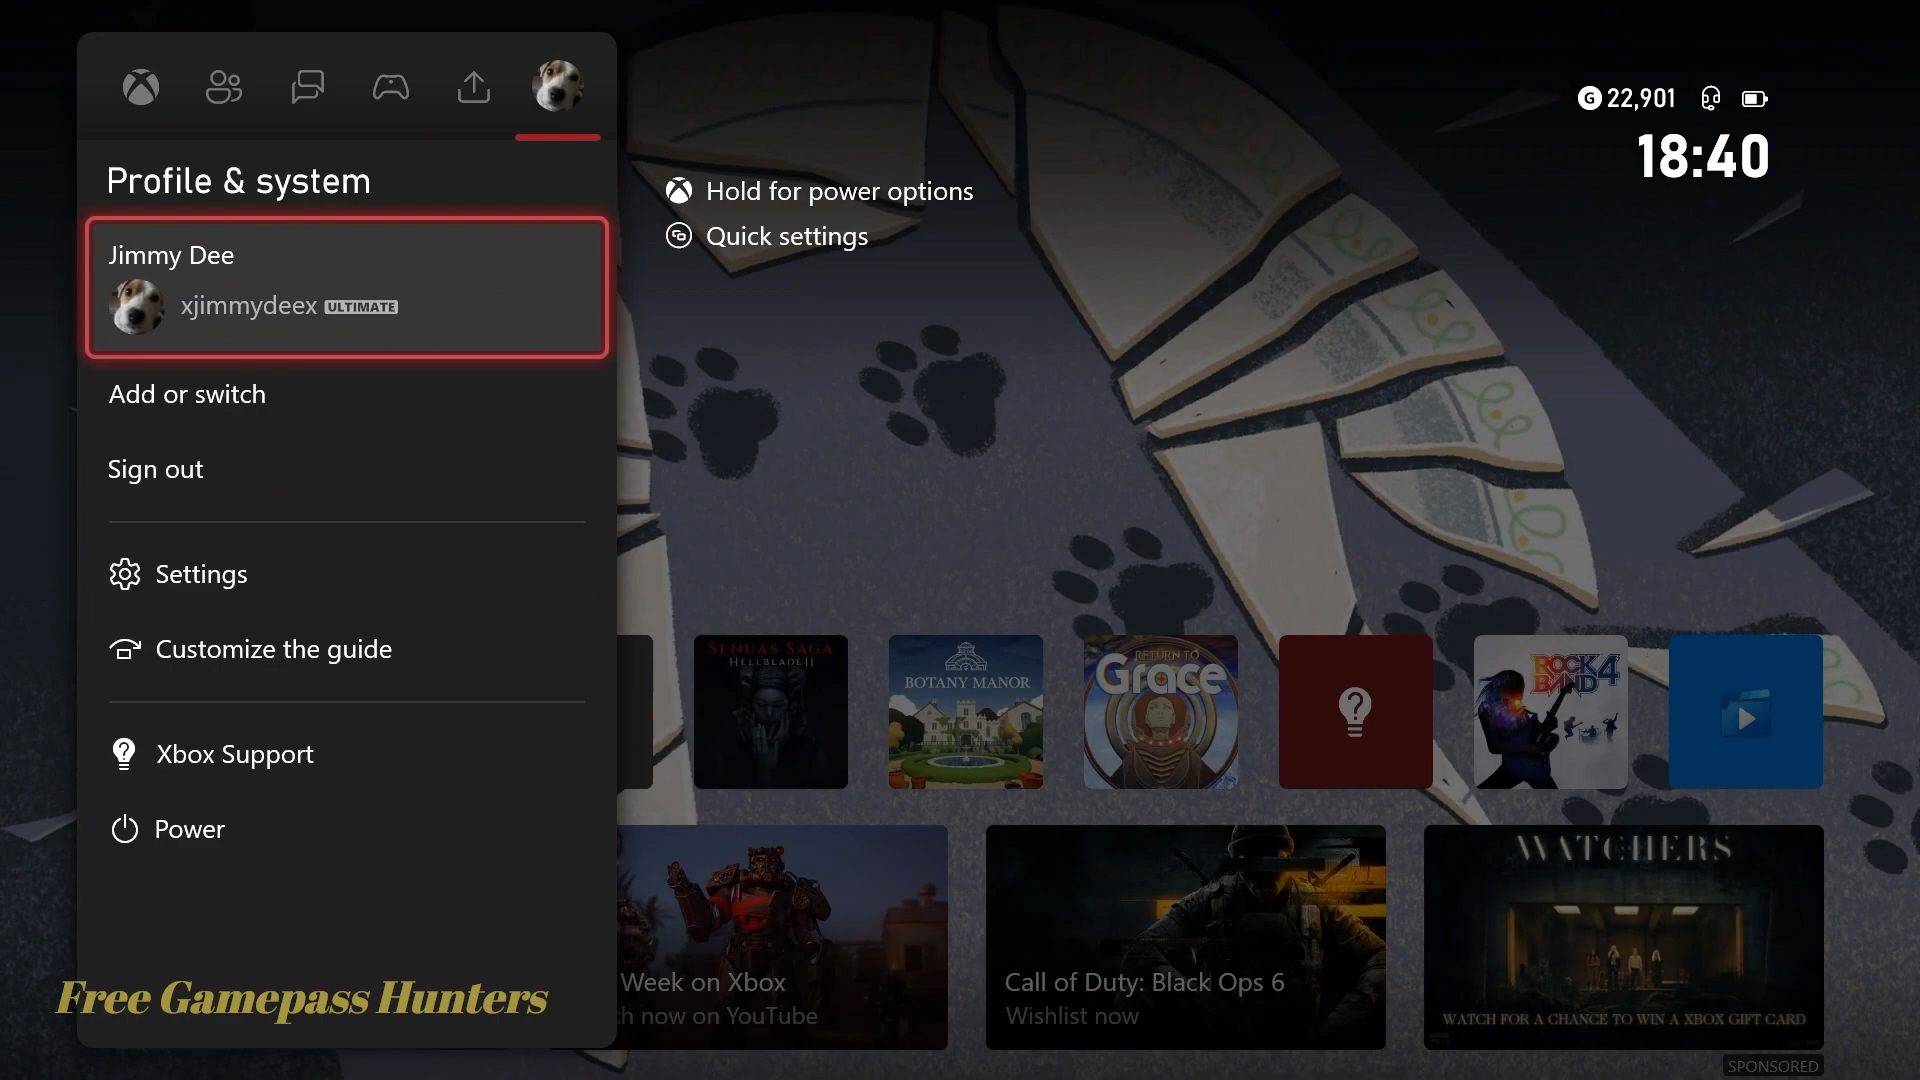 Profile & system
Jimmy Dee
xjimmydeex ULTIMATE
Add or switch
Sign out
Settings
Customize the guide
Xbox Support
Power
Free Gamepass Hunters
Hold for power options
Quick settings
G 22,901
18:40
SENUA'S SAGA
HELLBLADE II
BOTANY MANOR
RETURN TO
Grace
ROCK
BAND 4
Week on Xbox
ch now on YouTube
Call of Duty: Black Ops 6
Wishlist now
WATCHERS
WATCH FOR A CHANCE TO WIN A XBOX GIFT CARD
SPONSORED